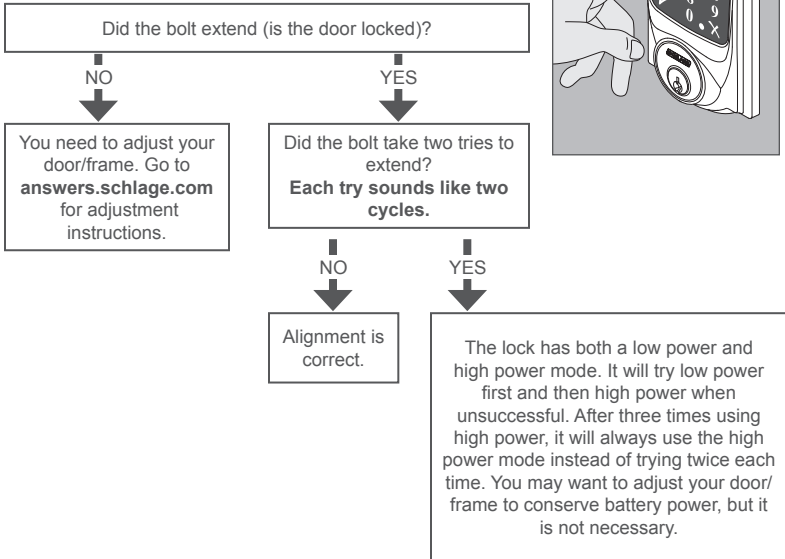 Did the bolt extend (is the door locked)?
NO
YES
You need to adjust your
door/frame. Go to
answers.schlage.com
for adjustment
instructions.
Did the bolt take two tries to
extend?
Each try sounds like two
cycles.
NO
YES
Alignment is
correct.
The lock has both a low power and
high power mode. It will try low power
first and then high power when
unsuccessful. After three times using
high power, it will always use the high
power mode instead of trying twice each
time. You may want to adjust your door/
frame to conserve battery power, but it
is not necessary.
9
0